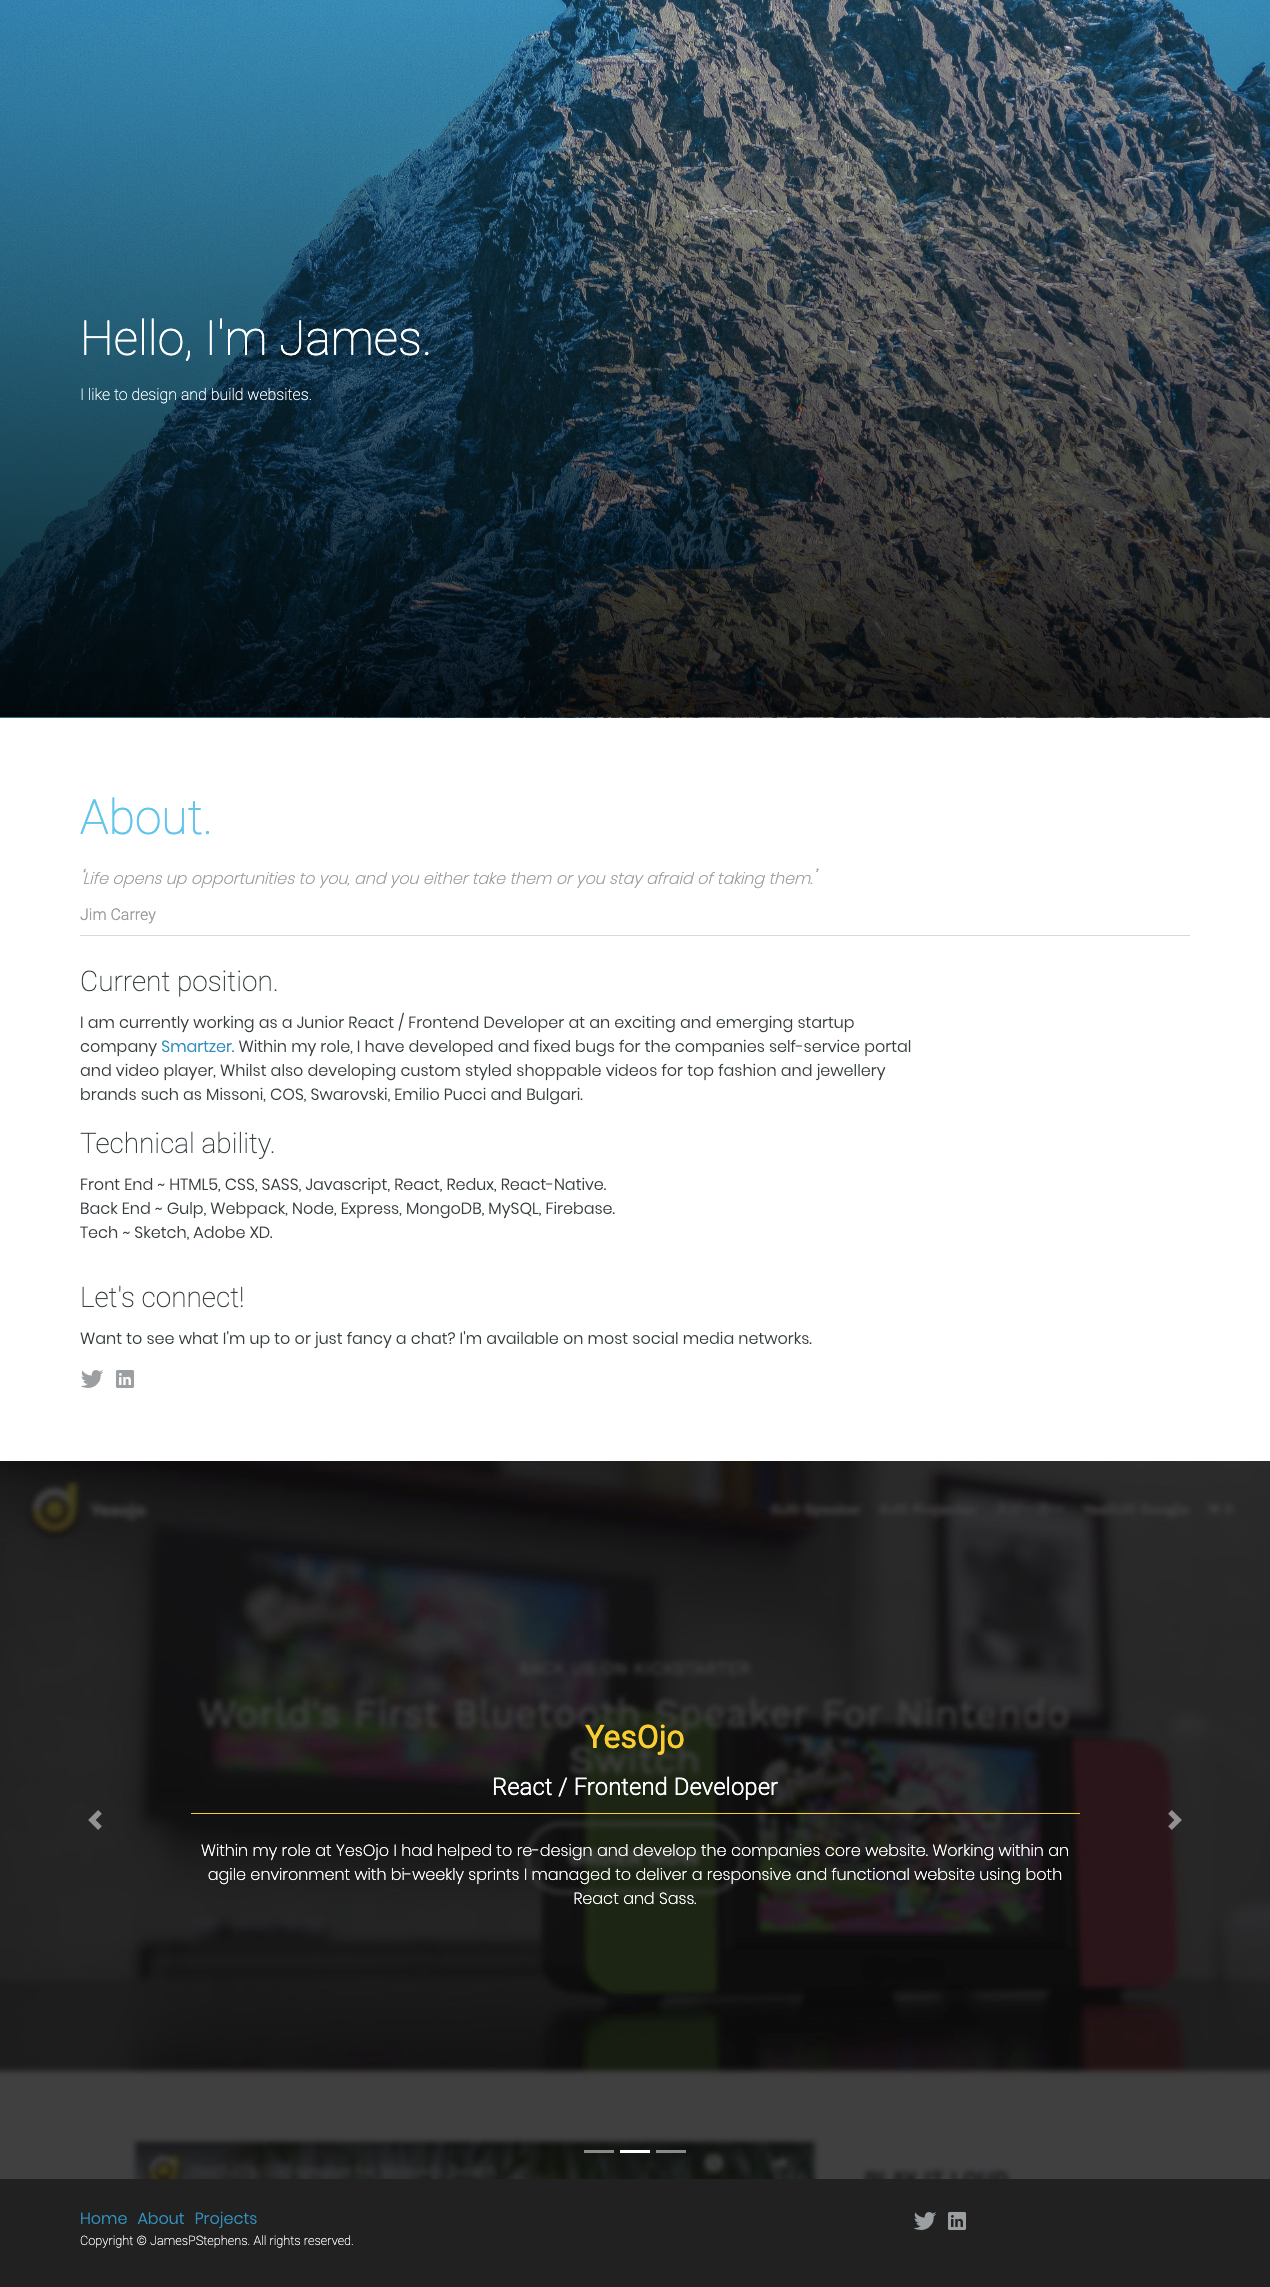 Hello, I'm James.
I like to design and build websites.
About.
'Life opens up opportunities to you, and you either take them or you stay afraid of taking them.'
Jim Carrey
Current position.
I am currently working as a Junior React / Frontend Developer at an exciting and emerging startup
company Smartzer. Within my role, I have developed and fixed bugs for the companies self-service portal
and video player, Whilst also developing custom styled shoppable videos for top fashion and jewellery
brands such as Missoni, COS, Swarovski, Emilio Pucci and Bulgari.
Technical ability.
Front End ~ HTML5, CSS, SASS, Javascript, React, Redux, React-Native.
Back End ~ Gulp, Webpack, Node, Express, MongoDB, MySQL, Firebase.
Tech ~ Sketch, Adobe XD.
Let's connect!
Want to see what I'm up to or just fancy a chat? I'm available on most social media networks.
Yesojo
BACK US ON KICKSTARTER
World's First Bluetooth Speaker For Nintendo
Switch
YesOjo
React / Frontend Developer
Within my role at YesOjo I had helped to re-design and develop the companies core website. Working within an
agile environment with bi-weekly sprints I managed to deliver a responsive and functional website using both
React and Sass.
Home About Projects
Copyright © JamesPStephens. All rights reserved.